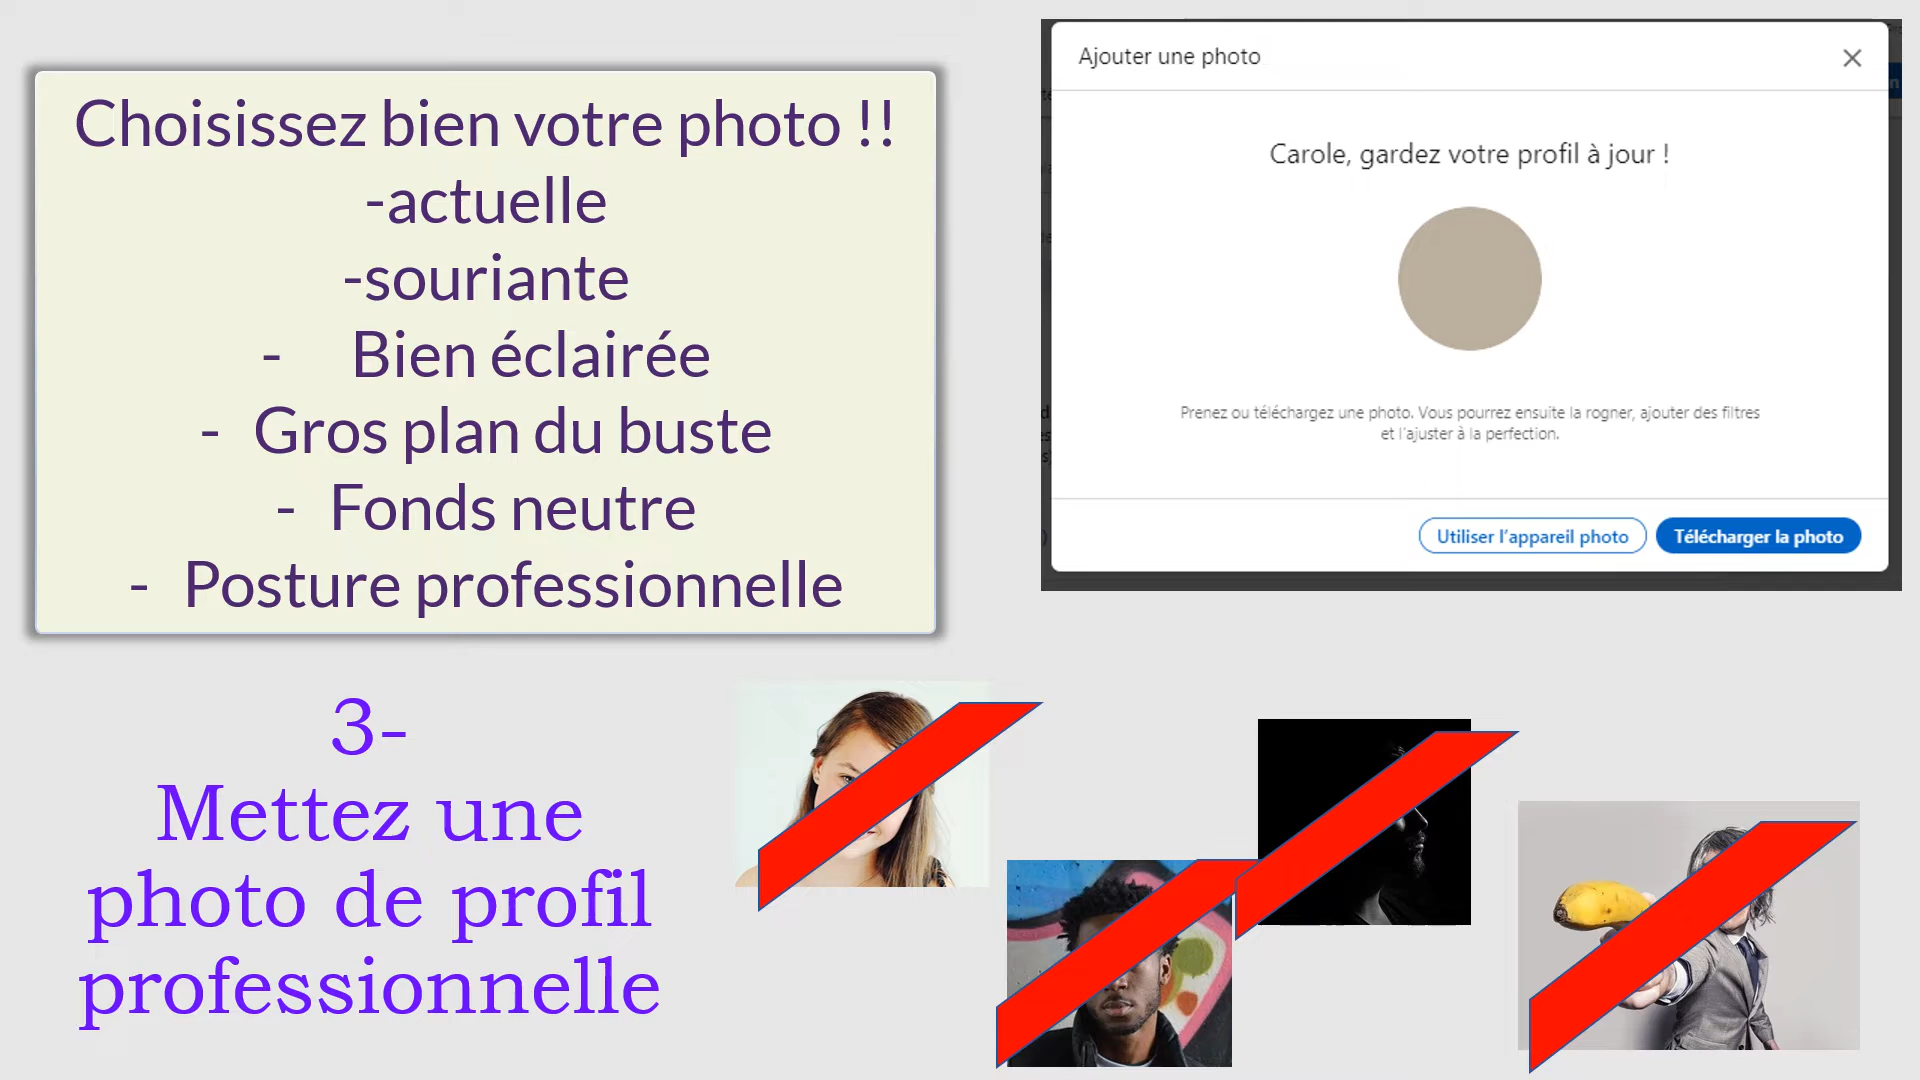 Choisissez bien votre photo !!
-actuelle
-souriante
- Bien éclairée
- Gros plan du buste
- Fonds neutre
- Posture professionnelle
3-
Mettez une
photo de profil
professionnelle
Ajouter une photo
Carole, gardez votre profil à jour !
Prenez ou téléchargez une photo. Vous pourrez ensuite la rogner, ajouter des filtres
et l'ajuster à la perfection.
Utiliser l'appareil photo
Télécharger la photo